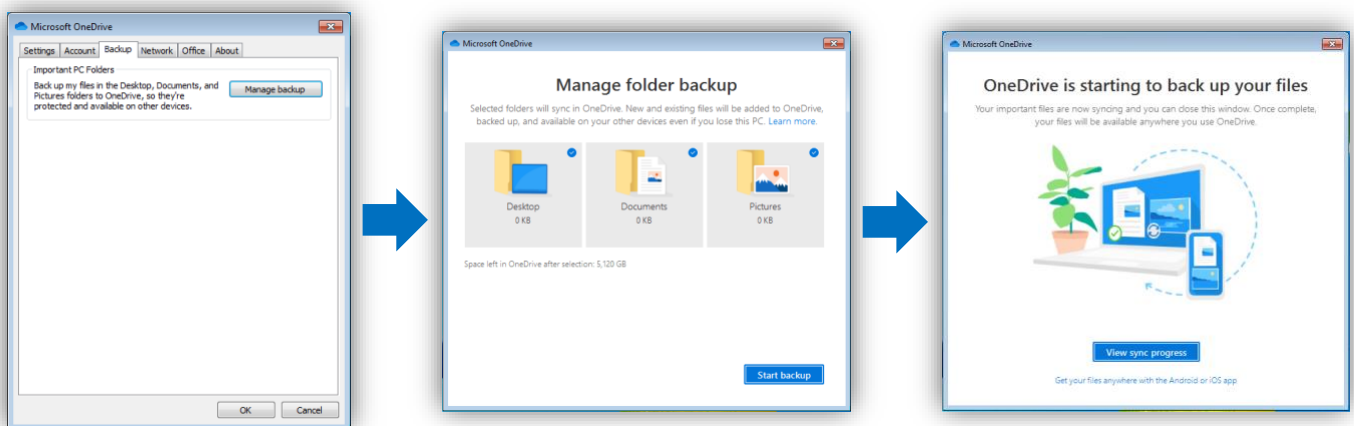 Microsoft OneDrive
Settings Account Backup Network Office About
Important PC Folders
Back up my files in the Desktop, Documents, and
Pictures folders to OneDrive, so they're
protected and available on other devices.
Manage backup
OK Cancel
Microsoft OneDrive
Manage folder backup
Selected folders will sync in OneDrive. New and existing files will be added to OneDrive,
backed up, and available on your other devices even if you lose this PC. Learn more.
Desktop Documents Pictures
0 KB 0 KB 0 KB
Space left in OneDrive after selection: 5,120 GB
Start backup
Microsoft OneDrive
OneDrive is starting to back up your files
Your important files are now syncing and you can close this window. Once complete,
your files will be available anywhere you use OneDrive.
View sync progress
Get your files anywhere with the Android or iOS app